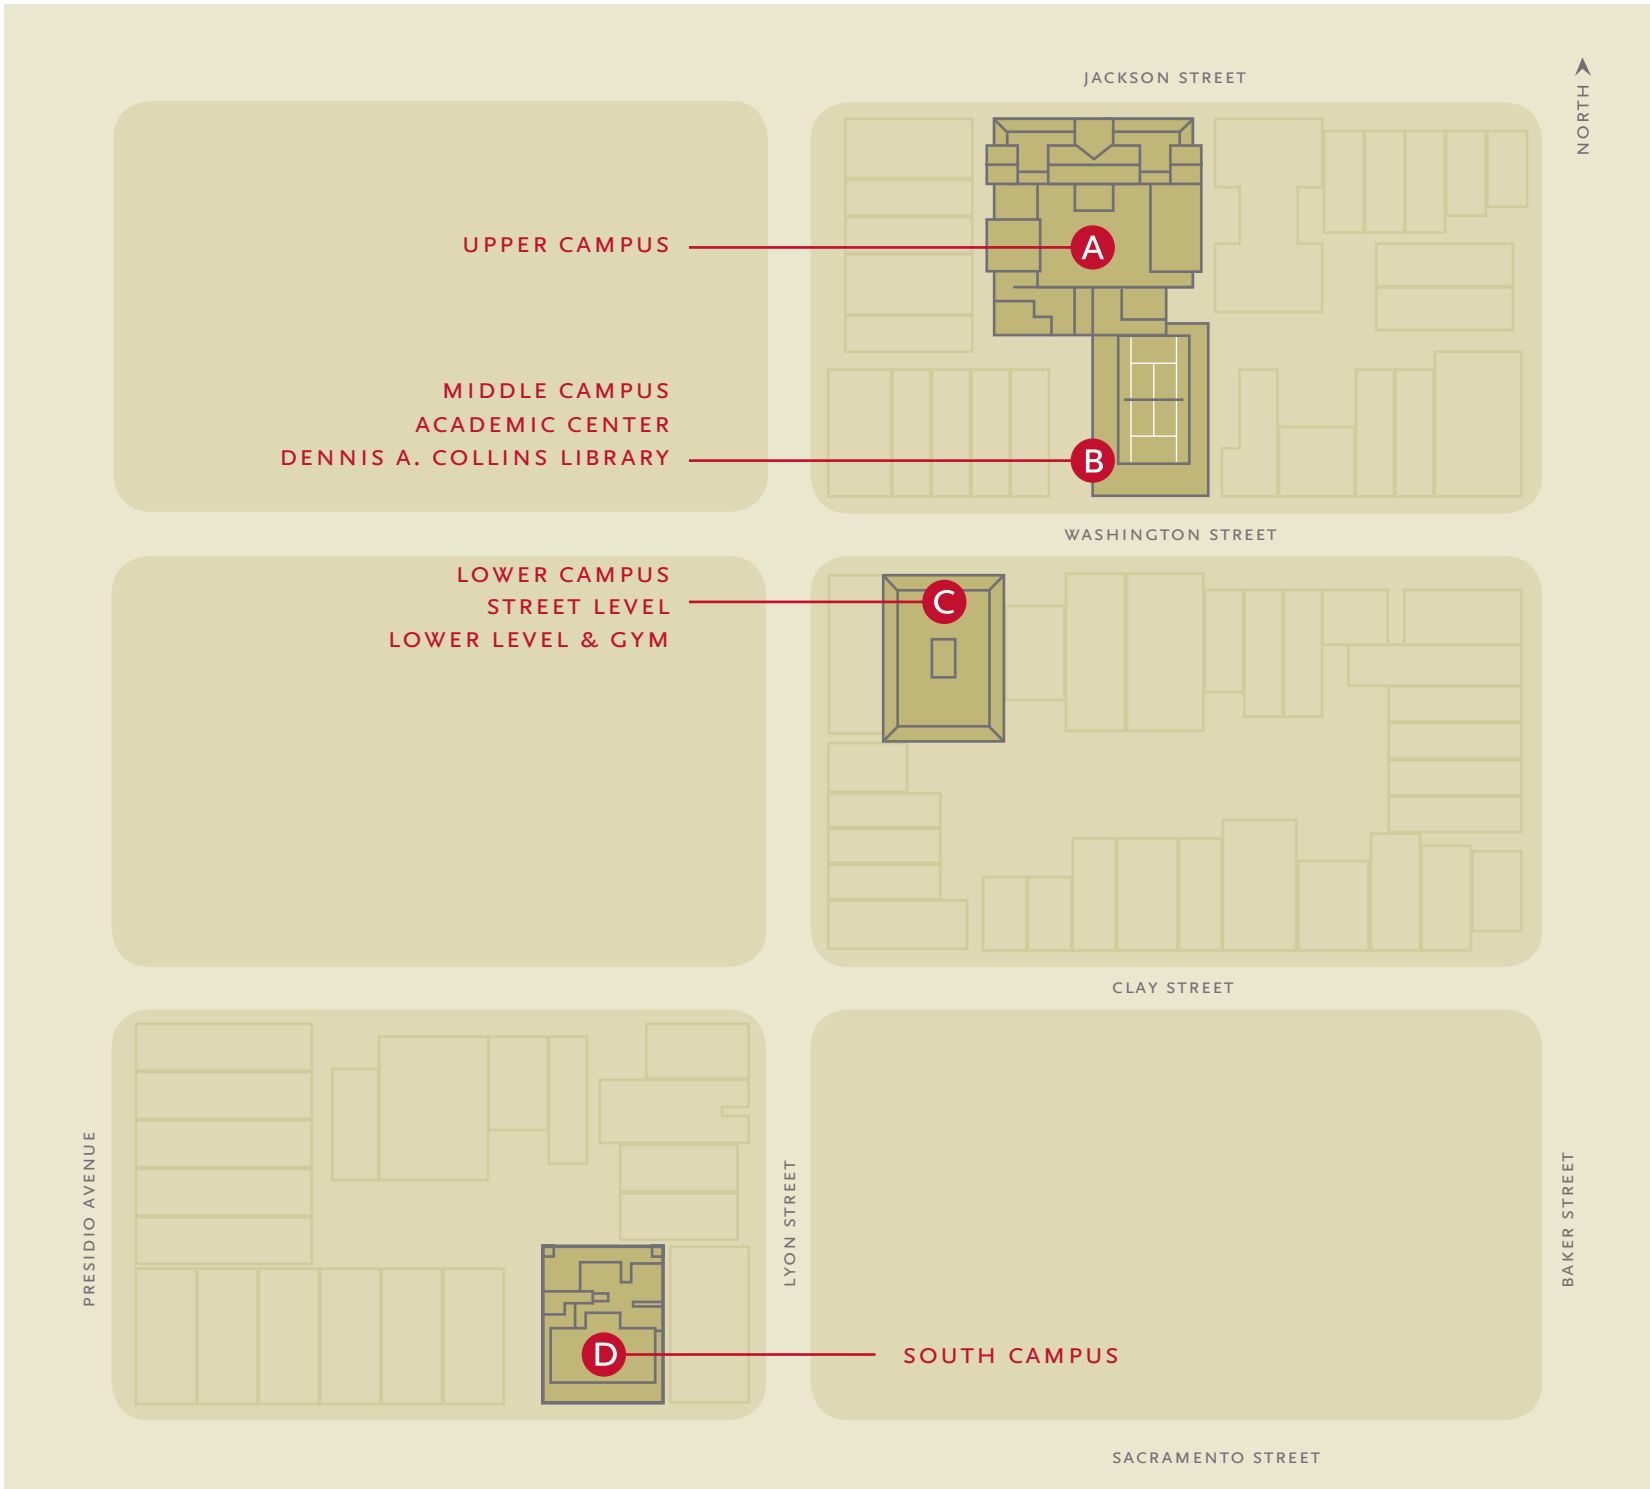 JACKSON STREET
NORTH
UPPER CAMPUS
A
MIDDLE CAMPUS
ACADEMIC CENTER
DENNIS A. COLLINS LIBRARY
B
WASHINGTON STREET
LOWER CAMPUS
STREET LEVEL
LOWER LEVEL & GYM
C
CLAY STREET
PRESIDIO AVENUE
LYON STREET
BAKER STREET
D
SOUTH CAMPUS
SACRAMENTO STREET